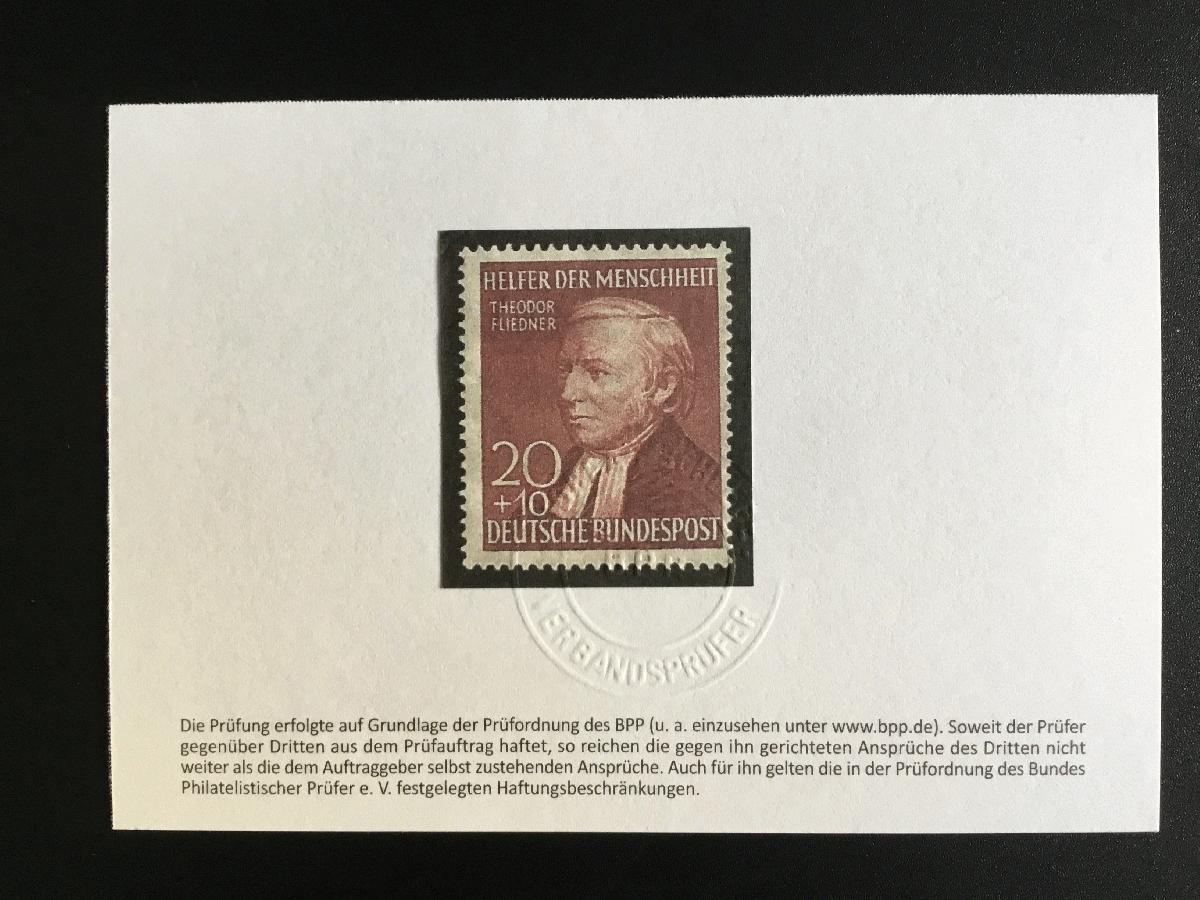 HELFER DER MENSCHHEIT
THEODOR
FLIEDNER
20
+10
DEUTSCHE BUNDESPOST
VERBANDSPRÜFER
Die Prüfung erfolgte auf Grundlage der Prüfordnung des BPP (u. a. einzusehen unter www.bpp.de). Soweit der Prüfer
gegenüber Dritten aus dem Prüfauftrag haftet, so reichen die gegen ihn gerichteten Ansprüche des Dritten nicht
weiter als die dem Auftraggeber selbst zustehenden Ansprüche. Auch für ihn gelten die in der Prüfordnung des Bundes
Philatelistischer Prüfer e. V. festgelegten Haftungsbeschränkungen.